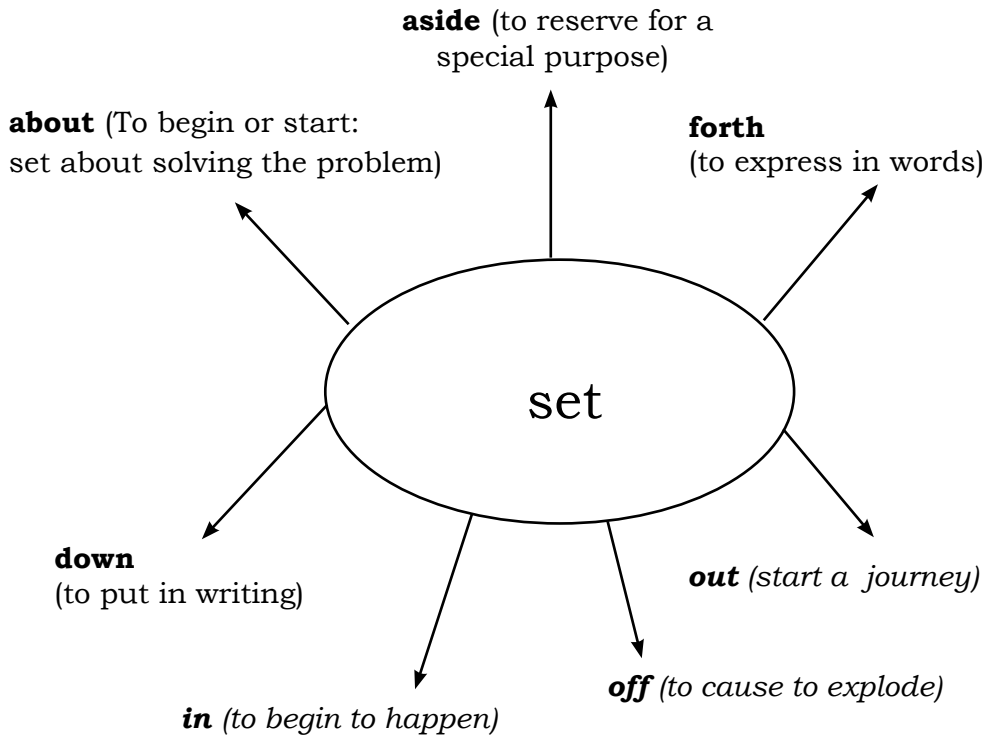 aside (to reserve for a
special purpose)
about (To begin or start:
set about solving the problem)
forth
(to express in words)
set
down
(to put in writing)
out (start a journey)
off (to cause to explode)
in (to begin to happen)